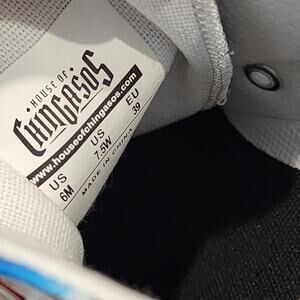 HOUSE OF
ChingasoS
www.houseofchingasos.com
US US EU
6M 7.5W 39
MADE IN CHINA